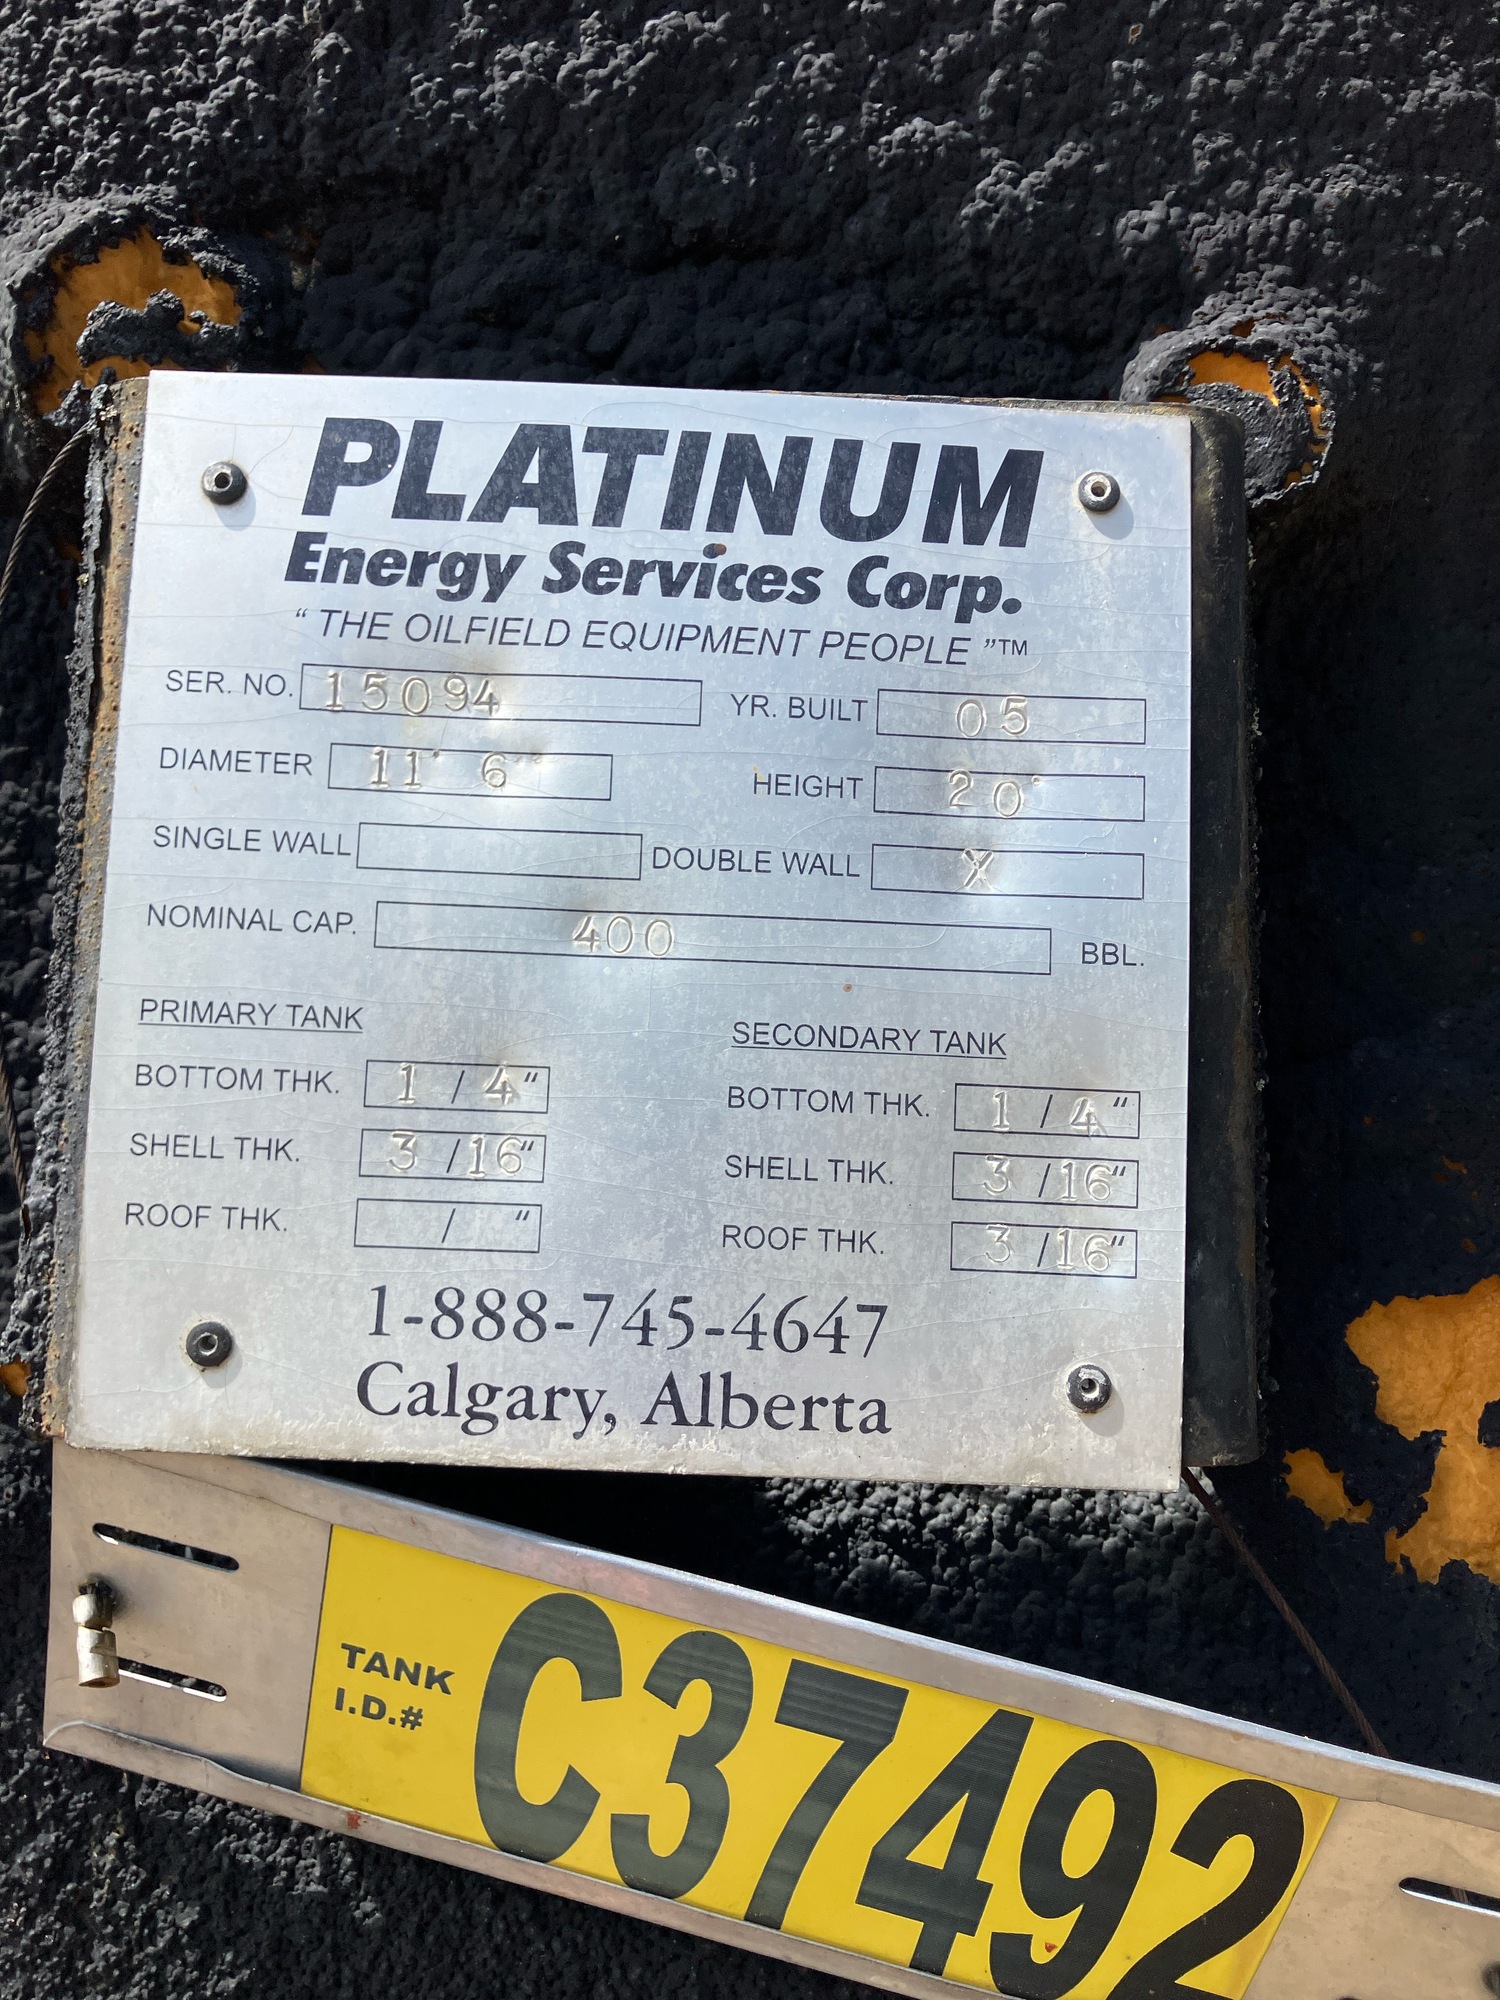 PLATINUM
Energy Services Corp.
“ THE OILFIELD EQUIPMENT PEOPLE ”™
SER. NO. 15094 YR. BUILT 05
DIAMETER 11' 6'' HEIGHT 20'
SINGLE WALL DOUBLE WALL X
NOMINAL CAP. 400 BBL.
PRIMARY TANK SECONDARY TANK
BOTTOM THK. 1 / 4" BOTTOM THK. 1 / 4"
SHELL THK. 3 /16" SHELL THK. 3 /16"
ROOF THK. / " ROOF THK. 3 /16"
1-888-745-4647
Calgary, Alberta
TANK
I.D.#
C37492